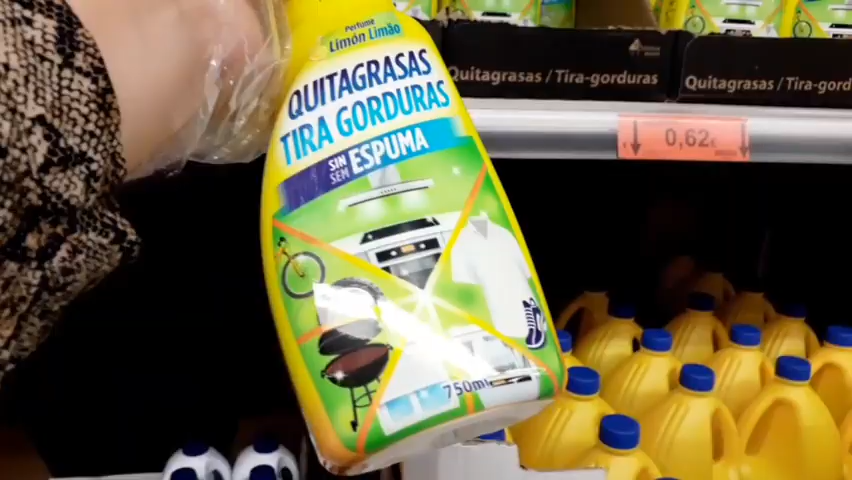 Perfume
Limón Limão
QUITAGRASAS
TIRA GORDURAS
SIN
SEM
ESPUMA
750ml
Quitagrasas / Tira-gorduras
Quitagrasas / Tira-gord
0,62€